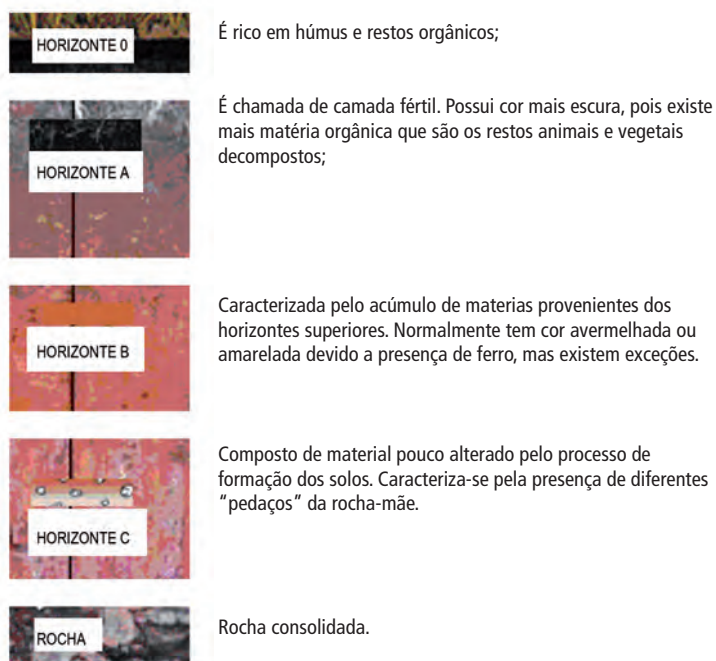 HORIZONTE 0
É rico em húmus e restos orgânicos;
HORIZONTE A
É chamada de camada fértil. Possui cor mais escura, pois existe
mais matéria orgânica que são os restos animais e vegetais
decompostos;
HORIZONTE B
Caracterizada pelo acúmulo de materias provenientes dos
horizontes superiores. Normalmente tem cor avermelhada ou
amarelada devido a presença de ferro, mas existem exceções.
HORIZONTE C
Composto de material pouco alterado pelo processo de
formação dos solos. Caracteriza-se pela presença de diferentes
"pedaços" da rocha-mãe.
ROCHA
Rocha consolidada.